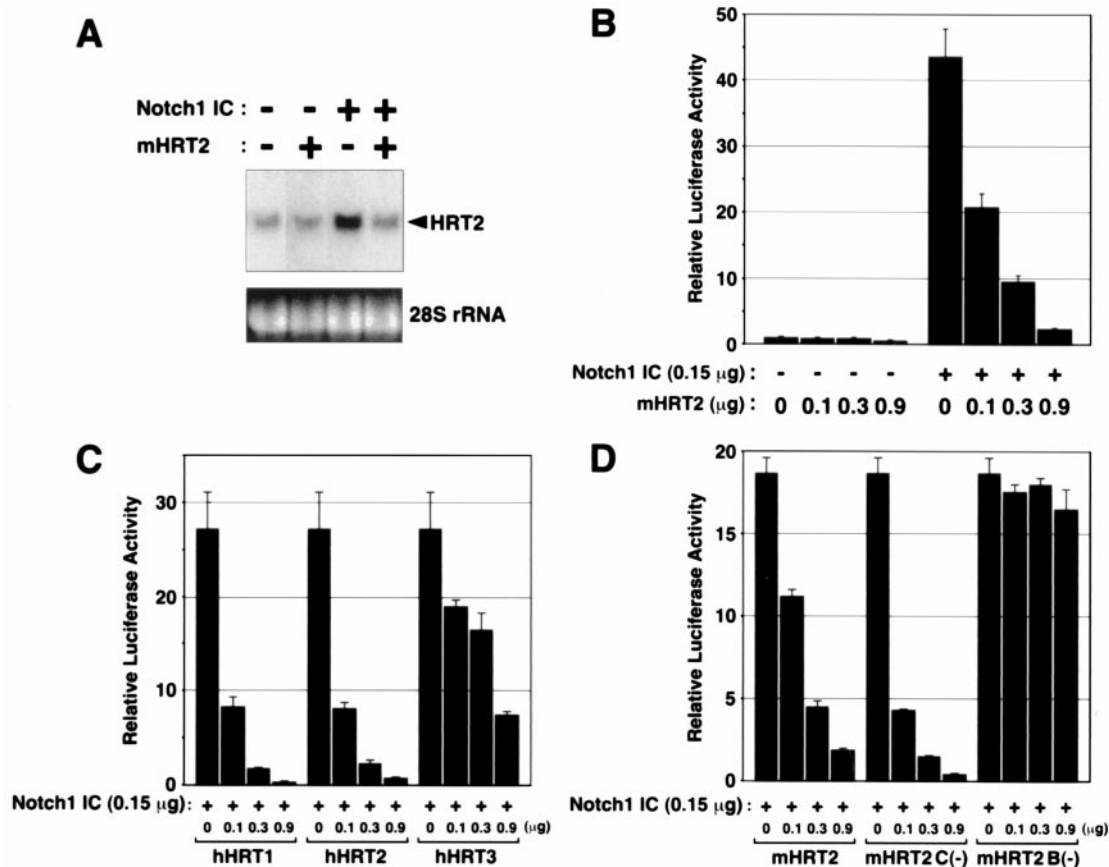 A
Notch1 IC : - - + +
mHRT2 : - + - +
HRT2
28S rRNA
B
Relative Luciferase Activity
50
40
30
20
10
0
Notch1 IC (0.15 μg) : - - - - + + + +
mHRT2 (μg) : 0 0.1 0.3 0.9 0 0.1 0.3 0.9
C
Relative Luciferase Activity
30
20
10
0
Notch1 IC (0.15 μg) : + + + + + + + + + + + +
0 0.1 0.3 0.9 0 0.1 0.3 0.9 0 0.1 0.3 0.9 (μg)
hHRT1 hHRT2 hHRT3
D
Relative Luciferase Activity
20
15
10
5
0
Notch1 IC (0.15 μg) : + + + + + + + + + + + +
0 0.1 0.3 0.9 0 0.1 0.3 0.9 0 0.1 0.3 0.9 (μg)
mHRT2 mHRT2 C(-) mHRT2 B(-)